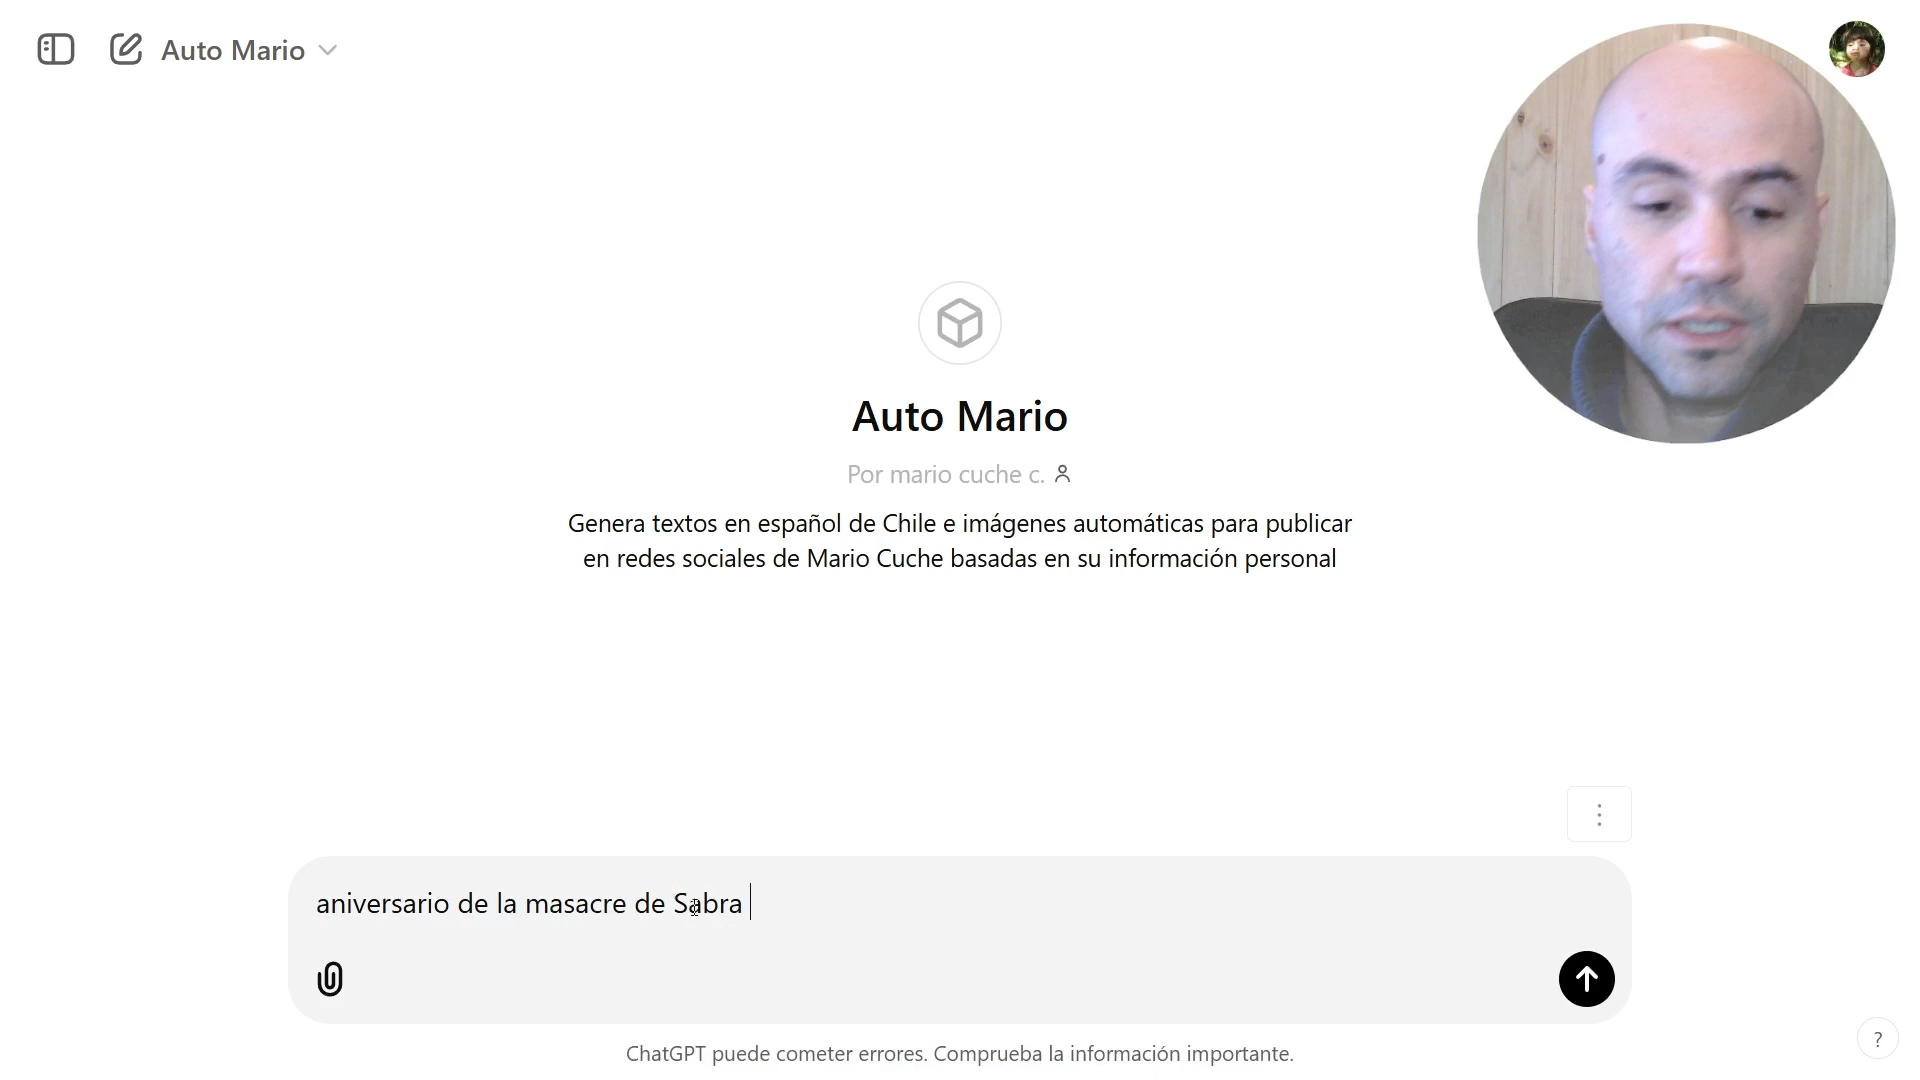 Auto Mario
Auto Mario
Por mario cuche c.
Genera textos en español de Chile e imágenes automáticas para publicar
en redes sociales de Mario Cuche basadas en su información personal
aniversario de la masacre de Sabra
ChatGPT puede cometer errores. Comprueba la información importante.
?